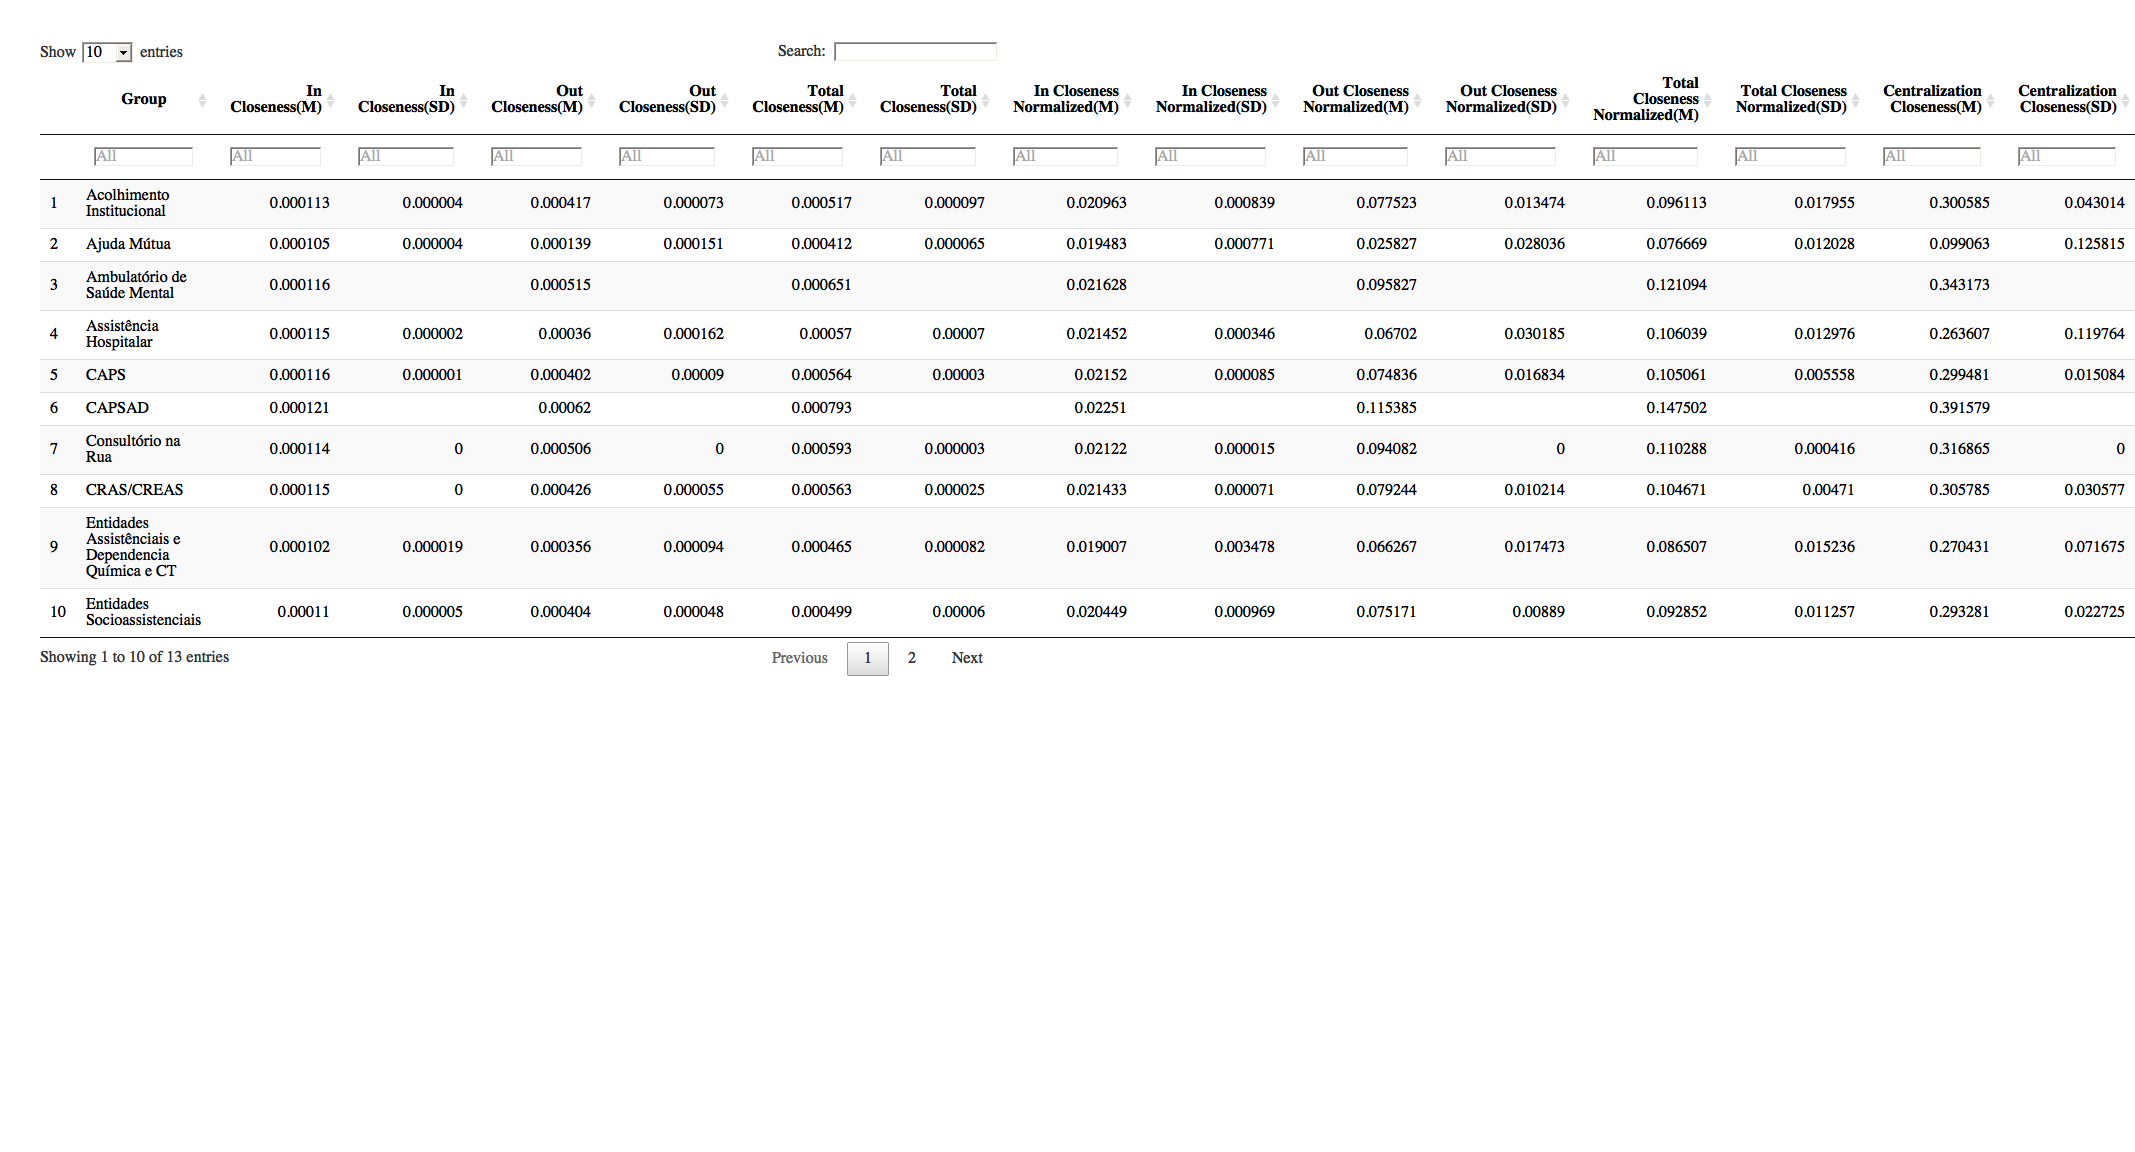 Show 10 entries Search:
Group In Closeness(M) In Closeness(SD) Out Closeness(M) Out Closeness(SD) Total Closeness(M) Total Closeness(SD) In Closeness Normalized(M) In Closeness Normalized(SD) Out Closeness Normalized(M) Out Closeness Normalized(SD) Total Closeness Normalized(M) Total Closeness Normalized(SD) Centralization Closeness(M) Centralization Closeness(SD)
All All All All All All All All All All All All All All All
1 Acolhimento Institucional 0.000113 0.000004 0.000417 0.000073 0.000517 0.000097 0.020963 0.000839 0.077523 0.013474 0.096113 0.017955 0.300585 0.043014
2 Ajuda Mútua 0.000105 0.000004 0.000139 0.000151 0.000412 0.000065 0.019483 0.000771 0.025827 0.028036 0.076669 0.012028 0.099063 0.125815
3 Ambulatório de Saúde Mental 0.000116 0.000515 0.000651 0.021628 0.095827 0.121094 0.343173
4 Assistência Hospitalar 0.000115 0.000002 0.00036 0.000162 0.00057 0.00007 0.021452 0.000346 0.06702 0.030185 0.106039 0.012976 0.263607 0.119764
5 CAPS 0.000116 0.000001 0.000402 0.00009 0.000564 0.00003 0.02152 0.000085 0.074836 0.016834 0.105061 0.005558 0.299481 0.015084
6 CAPSAD 0.000121 0.00062 0.000793 0.02251 0.115385 0.147502 0.391579
7 Consultório na Rua 0.000114 0 0.000506 0 0.000593 0.000003 0.02122 0.000015 0.094082 0 0.110288 0.000416 0.316865 0
8 CRAS/CREAS 0.000115 0 0.000426 0.000055 0.000563 0.000025 0.021433 0.000071 0.079244 0.010214 0.104671 0.00471 0.305785 0.030577
9 Entidades Assistênciais e Dependencia Química e CT 0.000102 0.000019 0.000356 0.000094 0.000465 0.000082 0.019007 0.003478 0.066267 0.017473 0.086507 0.015236 0.270431 0.071675
10 Entidades Socioassistenciais 0.00011 0.000005 0.000404 0.000048 0.000499 0.00006 0.020449 0.000969 0.075171 0.00889 0.092852 0.011257 0.293281 0.022725
Showing 1 to 10 of 13 entries Previous 1 2 Next